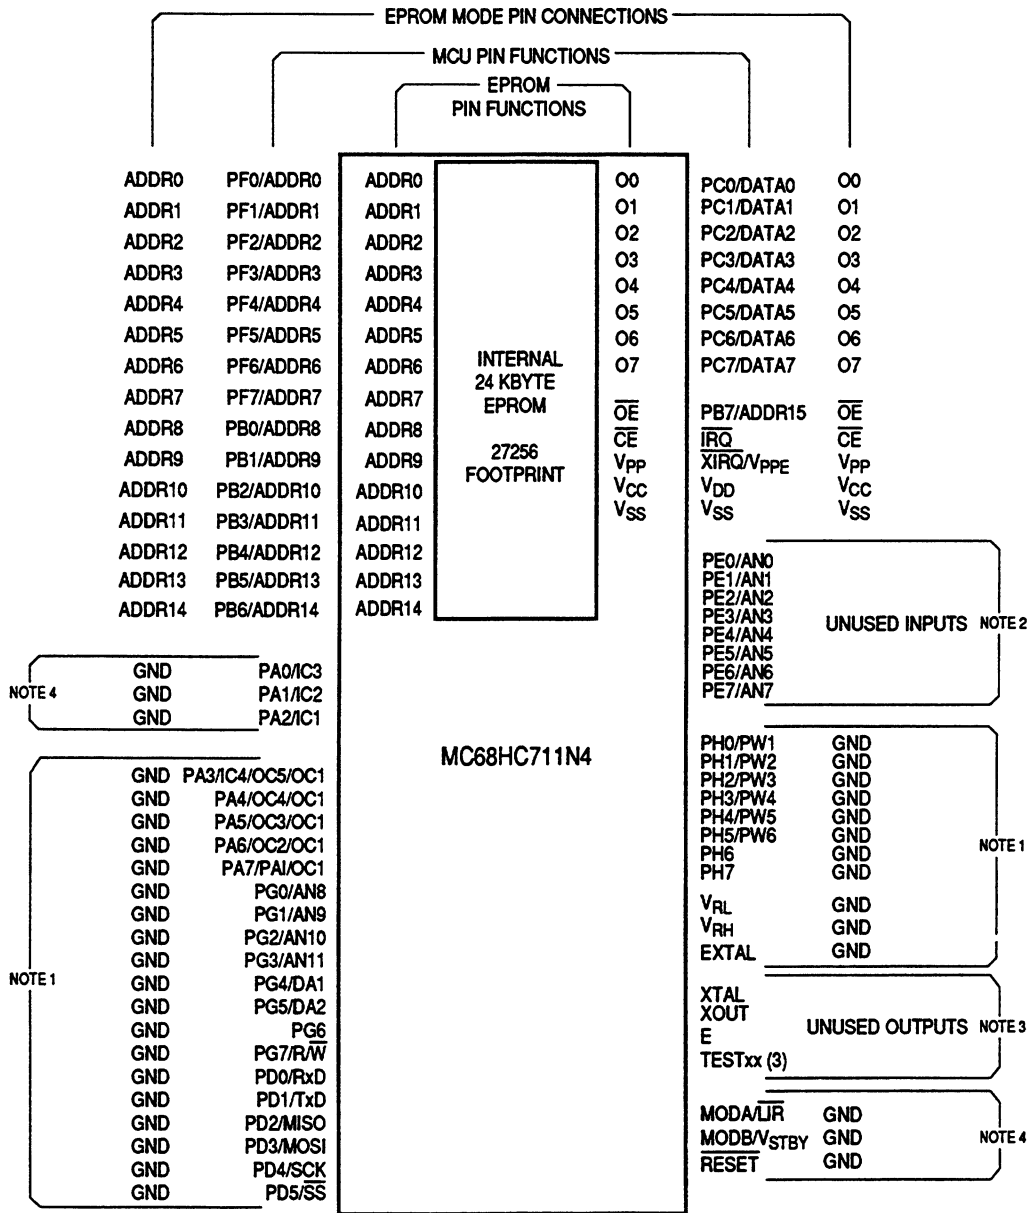 EPROM MODE PIN CONNECTIONS
MCU PIN FUNCTIONS
EPROM
PIN FUNCTIONS
ADDR0 PF0/ADDR0 ADDR0 O0 PC0/DATA0 O0
ADDR1 PF1/ADDR1 ADDR1 O1 PC1/DATA1 O1
ADDR2 PF2/ADDR2 ADDR2 O2 PC2/DATA2 O2
ADDR3 PF3/ADDR3 ADDR3 O3 PC3/DATA3 O3
ADDR4 PF4/ADDR4 ADDR4 O4 PC4/DATA4 O4
ADDR5 PF5/ADDR5 ADDR5 O5 PC5/DATA5 O5
ADDR6 PF6/ADDR6 ADDR6 O6 PC6/DATA6 O6
ADDR7 PF7/ADDR7 ADDR7 O7 PC7/DATA7 O7
ADDR8 PB0/ADDR8 ADDR8 O̅E̅ PB7/ADDR15 O̅E̅
ADDR9 PB1/ADDR9 ADDR9 C̅E̅ I̅R̅Q̅ C̅E̅
ADDR10 PB2/ADDR10 ADDR10 VPP X̅I̅R̅Q̅/VPPE VPP
ADDR11 PB3/ADDR11 ADDR11 VCC VDD VCC
ADDR12 PB4/ADDR12 ADDR12 VSS VSS VSS
ADDR13 PB5/ADDR13 ADDR13
ADDR14 PB6/ADDR14 ADDR14
INTERNAL
24 KBYTE
EPROM
27256
FOOTPRINT
PE0/AN0
PE1/AN1
PE2/AN2
PE3/AN3
PE4/AN4
PE5/AN5
PE6/AN6
PE7/AN7
UNUSED INPUTS NOTE 2
NOTE 4
GND PA0/IC3
GND PA1/IC2
GND PA2/IC1
MC68HC711N4
NOTE 1
GND PA3/IC4/OC5/OC1
GND PA4/OC4/OC1
GND PA5/OC3/OC1
GND PA6/OC2/OC1
GND PA7/PAI/OC1
GND PG0/AN8
GND PG1/AN9
GND PG2/AN10
GND PG3/AN11
GND PG4/DA1
GND PG5/DA2
GND PG6
GND PG7/R/W̅
GND PD0/RxD
GND PD1/TxD
GND PD2/MISO
GND PD3/MOSI
GND PD4/SCK
GND PD5/S̅S̅
PH0/PW1 GND
PH1/PW2 GND
PH2/PW3 GND
PH3/PW4 GND
PH4/PW5 GND
PH5/PW6 GND
PH6 GND
PH7 GND
VRL GND
VRH GND
EXTAL GND
NOTE 1
XTAL
XOUT
E
TESTxx (3)
UNUSED OUTPUTS NOTE 3
MODA/L̅I̅R̅ GND
MODB/VSTBY GND
R̅E̅S̅E̅T̅ GND
NOTE 4